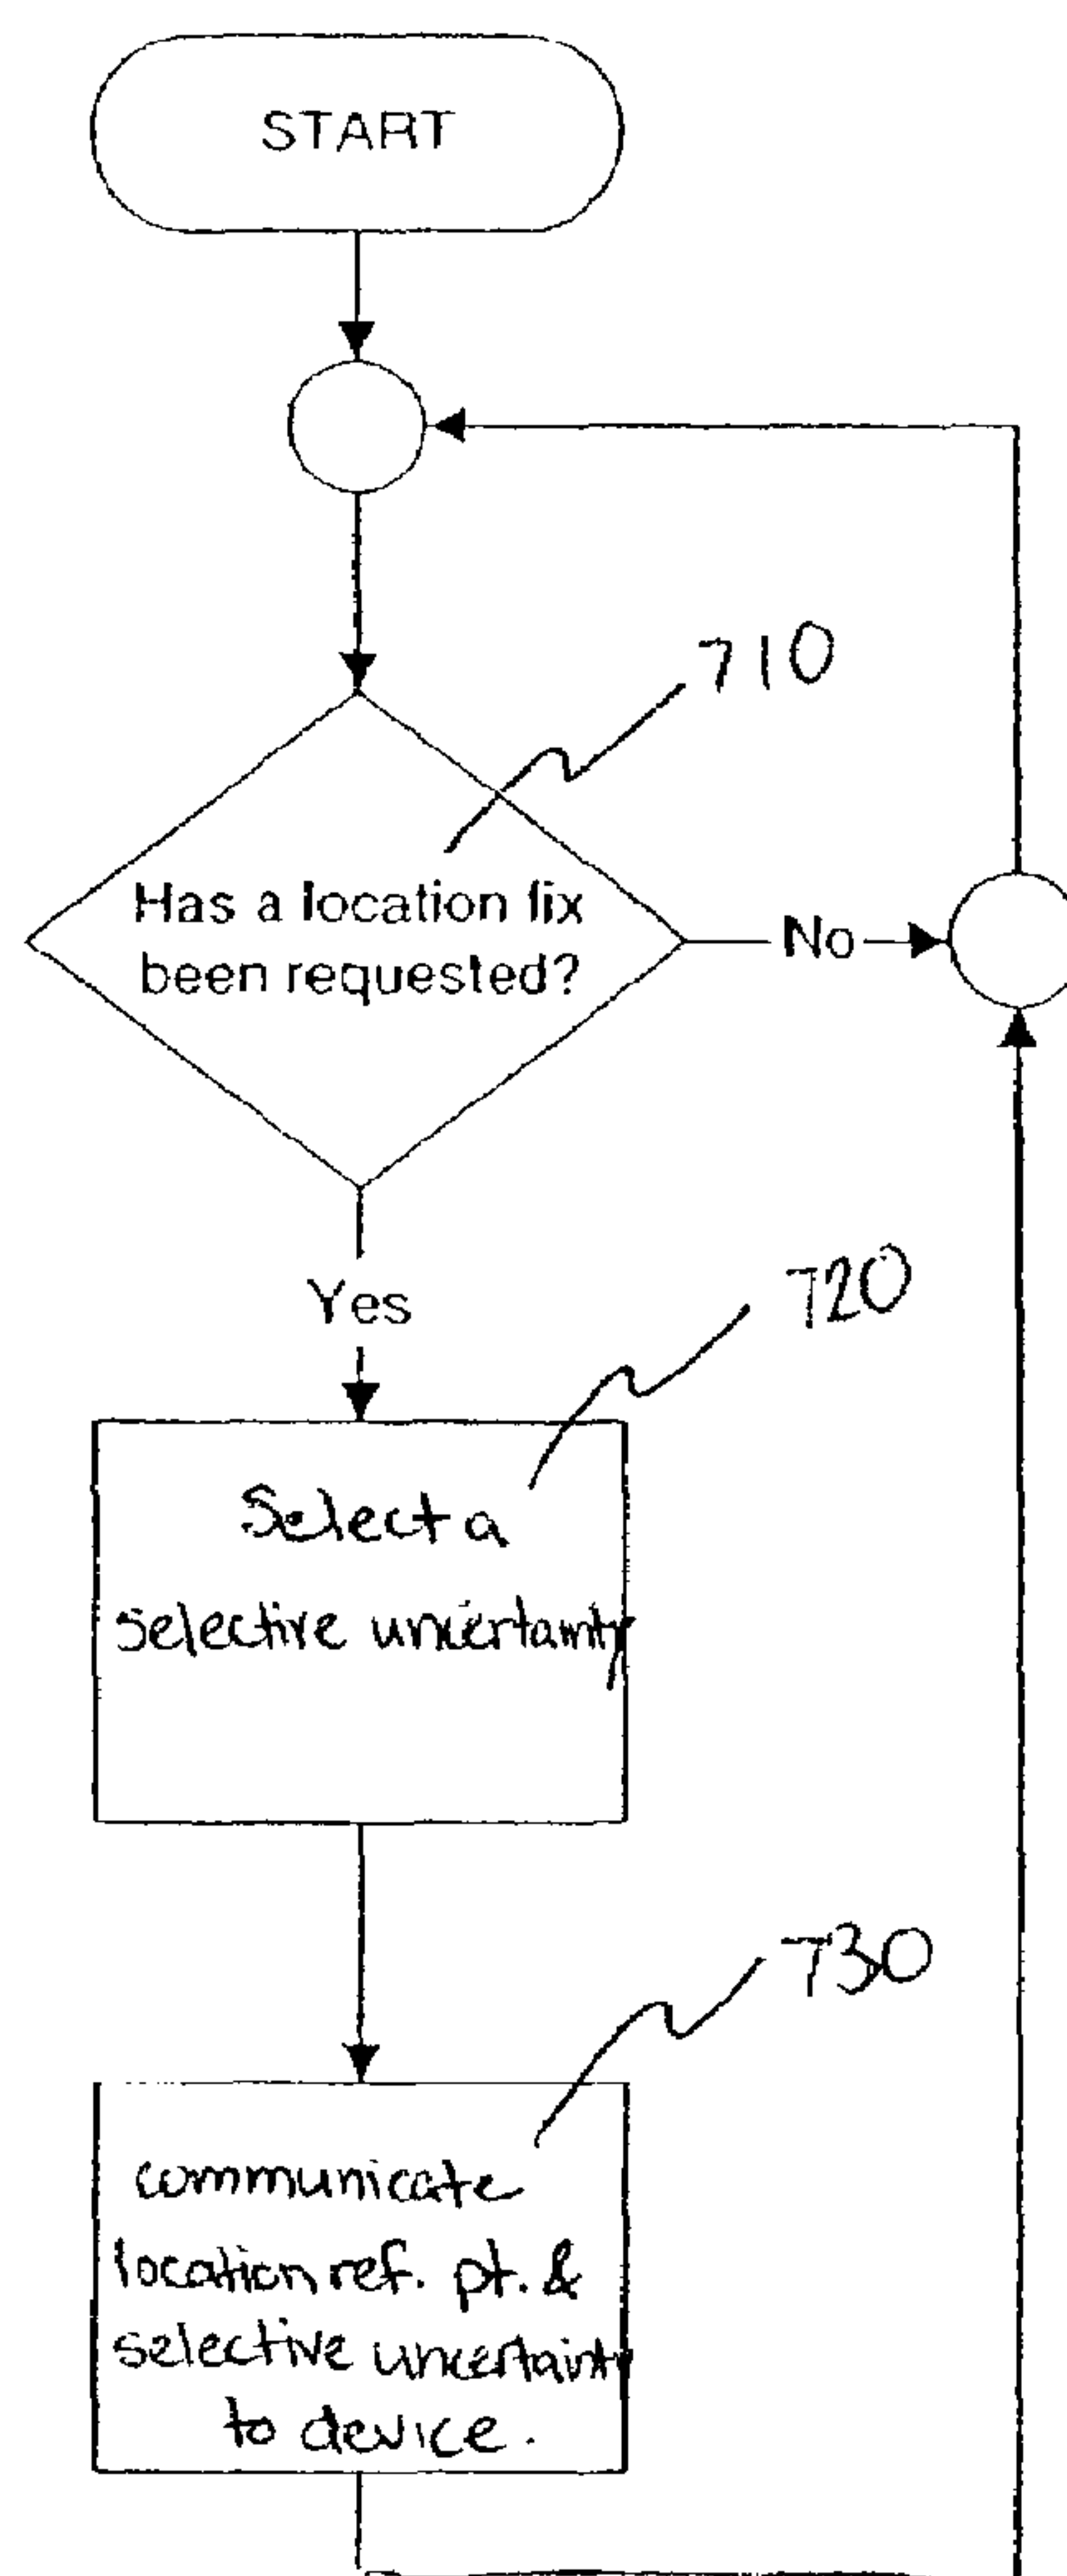 START
710
Has a location fix
been requested?
No
Yes
720
Select a
selective uncertainty
730
communicate
location ref. pt. &
selective uncertainty
to device.